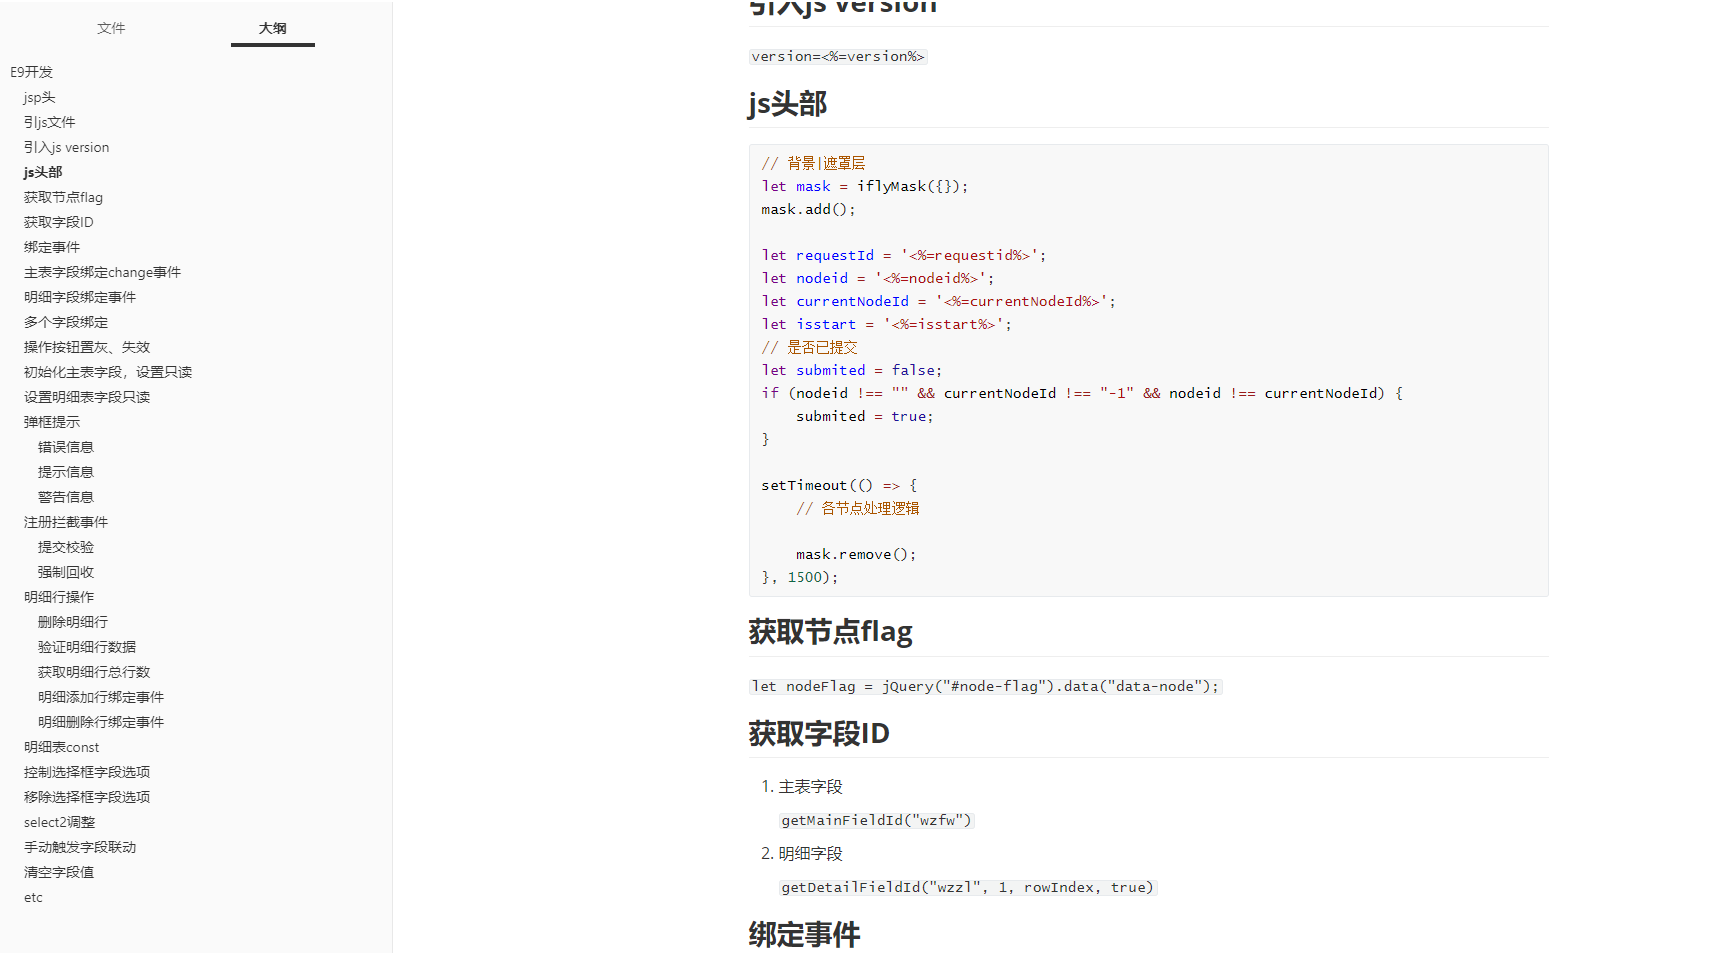 文件
大纲
E9开发
jsp头
引js文件
引入js version
js头部
获取节点flag
获取字段ID
绑定事件
主表字段绑定change事件
明细字段绑定事件
多个字段绑定
操作按钮置灰、失效
初始化主表字段，设置只读
设置明细表字段只读
弹框提示
错误信息
提示信息
警告信息
注册拦截事件
提交校验
强制回收
明细行操作
删除明细行
验证明细行数据
获取明细行总行数
明细添加行绑定事件
明细删除行绑定事件
明细表const
控制选择框字段选项
移除选择框字段选项
select2调整
手动触发字段联动
清空字段值
etc
引入js version
version=<%=version%>
js头部
// 背景|遮罩层
let mask = iflyMask({});
mask.add();
let requestId = '<%=requestid%>';
let nodeid = '<%=nodeid%>';
let currentNodeId = '<%=currentNodeId%>';
let isstart = '<%=isstart%>';
// 是否已提交
let submited = false;
if (nodeid !== "" && currentNodeId !== "-1" && nodeid !== currentNodeId) {
    submited = true;
}
setTimeout(() => {
    // 各节点处理逻辑
    mask.remove();
}, 1500);
获取节点flag
let nodeFlag = jQuery("#node-flag").data("data-node");
获取字段ID
1. 主表字段
getMainFieldId("wzfw")
2. 明细字段
getDetailFieldId("wzzl", 1, rowIndex, true)
绑定事件